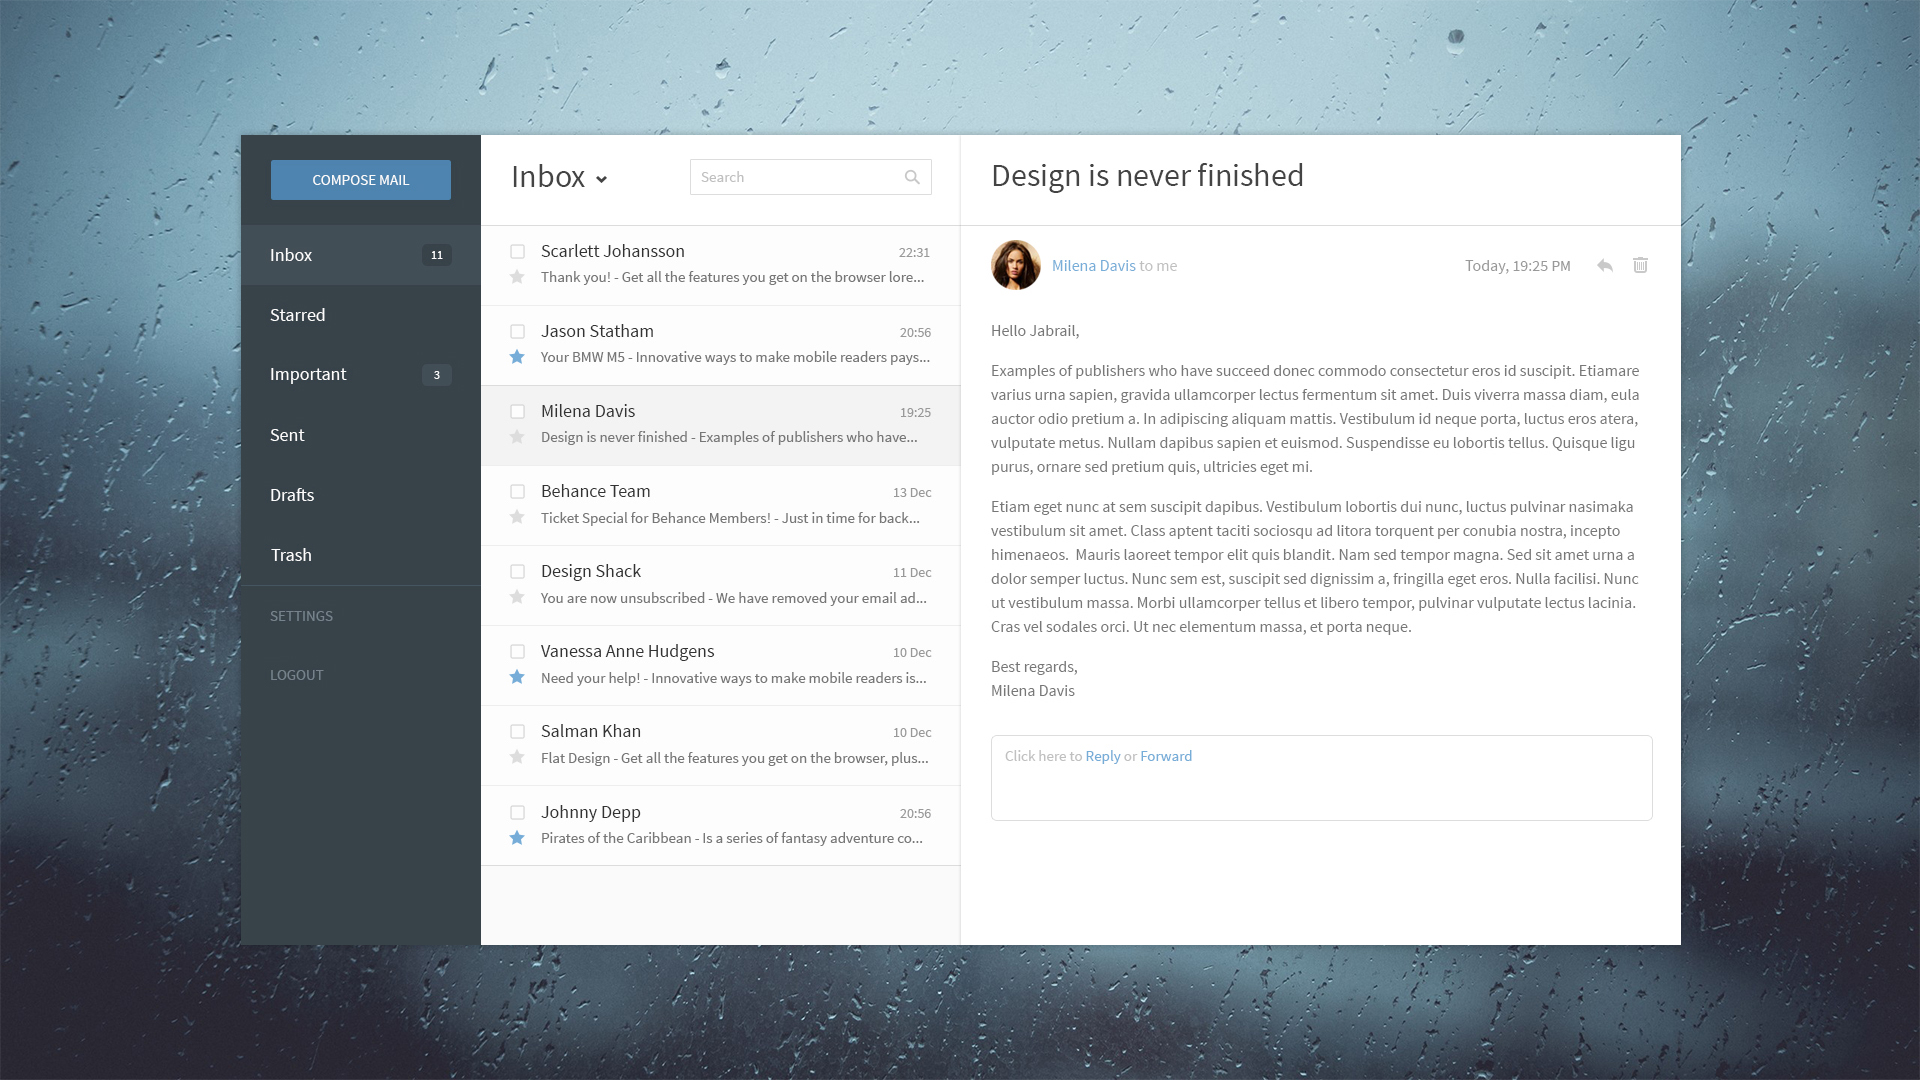 COMPOSE MAIL
Inbox 11
Starred
Important 3
Sent
Drafts
Trash
SETTINGS
LOGOUT
Inbox
Search
Scarlett Johansson 22:31
Thank you! - Get all the features you get on the browser lore...
Jason Statham 20:56
Your BMW M5 - Innovative ways to make mobile readers pays...
Milena Davis 19:25
Design is never finished - Examples of publishers who have...
Behance Team 13 Dec
Ticket Special for Behance Members! - Just in time for back...
Design Shack 11 Dec
You are now unsubscribed - We have removed your email ad...
Vanessa Anne Hudgens 10 Dec
Need your help! - Innovative ways to make mobile readers is...
Salman Khan 10 Dec
Flat Design - Get all the features you get on the browser, plus...
Johnny Depp 20:56
Pirates of the Caribbean - Is a series of fantasy adventure co...
Design is never finished
Milena Davis to me Today, 19:25 PM
Hello Jabrail,
Examples of publishers who have succeed donec commodo consectetur eros id suscipit. Etiamare
varius urna sapien, gravida ullamcorper lectus fermentum sit amet. Duis viverra massa diam, eula
auctor odio pretium a. In adipiscing aliquam mattis. Vestibulum id neque porta, luctus eros atera,
vulputate metus. Nullam dapibus sapien et euismod. Suspendisse eu lobortis tellus. Quisque ligu
purus, ornare sed pretium quis, ultricies eget mi.
Etiam eget nunc at sem suscipit dapibus. Vestibulum lobortis dui nunc, luctus pulvinar nasimaka
vestibulum sit amet. Class aptent taciti sociosqu ad litora torquent per conubia nostra, incepto
himenaeos.  Mauris laoreet tempor elit quis blandit. Nam sed tempor magna. Sed sit amet urna a
dolor semper luctus. Nunc sem est, suscipit sed dignissim a, fringilla eget eros. Nulla facilisi. Nunc
ut vestibulum massa. Morbi ullamcorper tellus et libero tempor, pulvinar vulputate lectus lacinia.
Cras vel sodales orci. Ut nec elementum massa, et porta neque.
Best regards,
Milena Davis
Click here to Reply or Forward